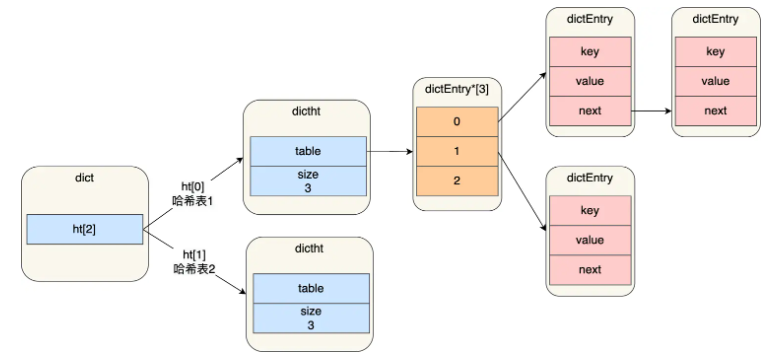 dict
ht[2]
ht[0]
哈希表1
ht[1]
哈希表2
dictht
table
size
3
dictht
table
size
3
dictEntry*[3]
0
1
2
dictEntry
key
value
next
dictEntry
key
value
next
dictEntry
key
value
next